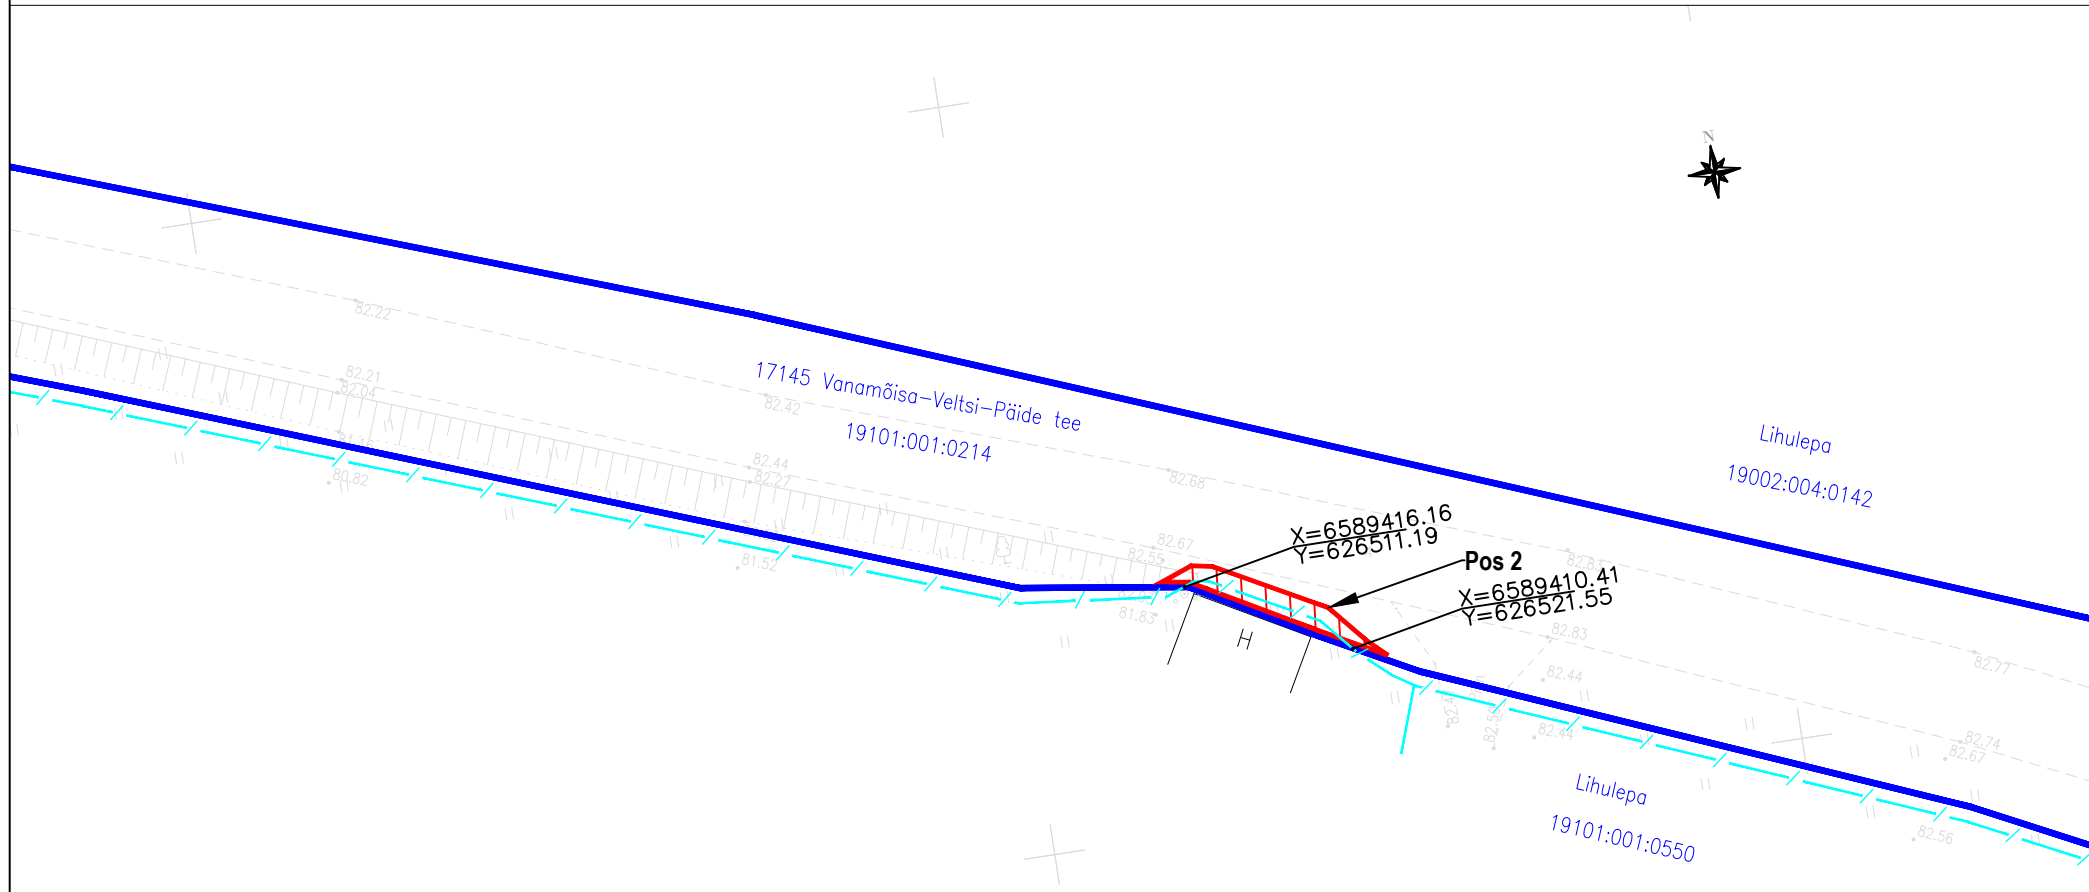 N
82.22
82.21
82.04
17145 Vanamõisa-Veltsi-Päide tee
82.42
19101:001:0214
82.44
82.27
80.82
81.52
82.68
Lihulepa
19002:004:0142
X=6589416.16
Y=626511.19
82.67
82.55
Pos 2
82.83
X=6589410.41
Y=626521.55
81.83
H
82.83
82.44
82.77
82.44
82.74
82.67
Lihulepa
19101:001:0550
82.56